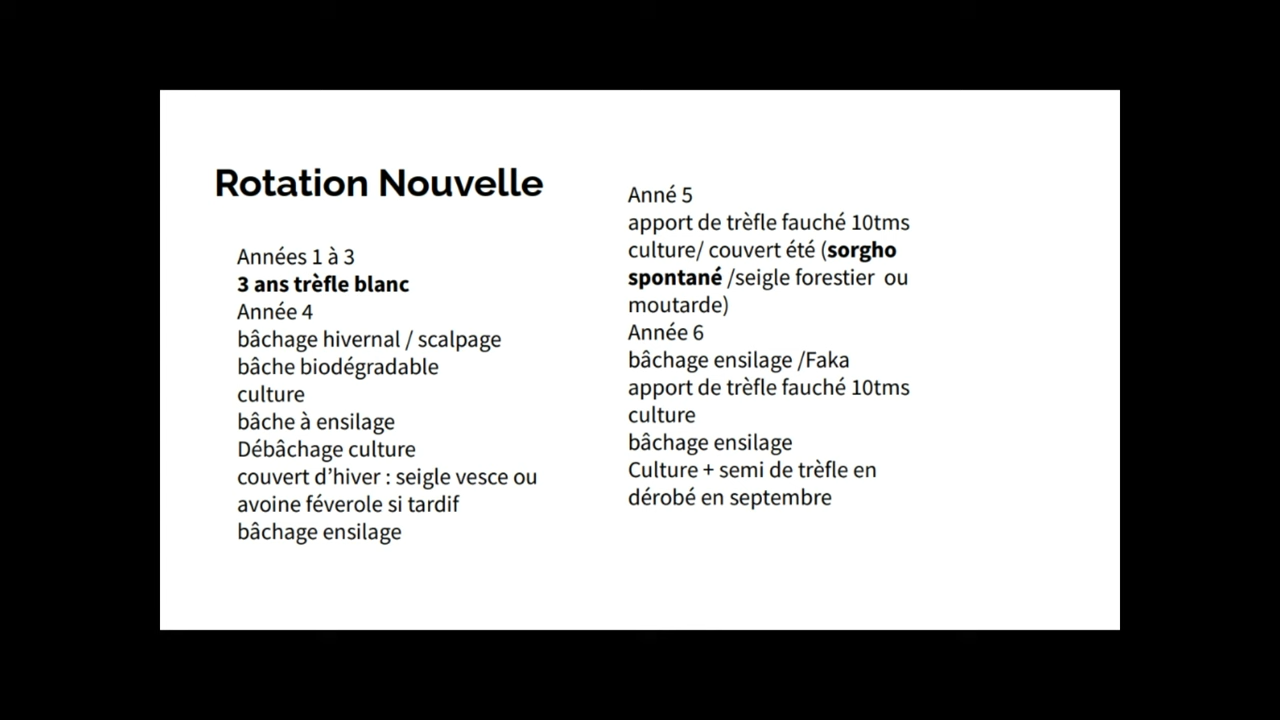 Rotation Nouvelle
Années 1 à 3
3 ans trèfle blanc
Année 4
bâchage hivernal / scalpage
bâche biodégradable
culture
bâche à ensilage
Débâchage culture
couvert d'hiver : seigle vesce ou
avoine féverole si tardif
bâchage ensilage
Anné 5
apport de trèfle fauché 10tms
culture/ couvert été (sorgho
spontané /seigle forestier  ou
moutarde)
Année 6
bâchage ensilage /Faka
apport de trèfle fauché 10tms
culture
bâchage ensilage
Culture + semi de trèfle en
dérobé en septembre